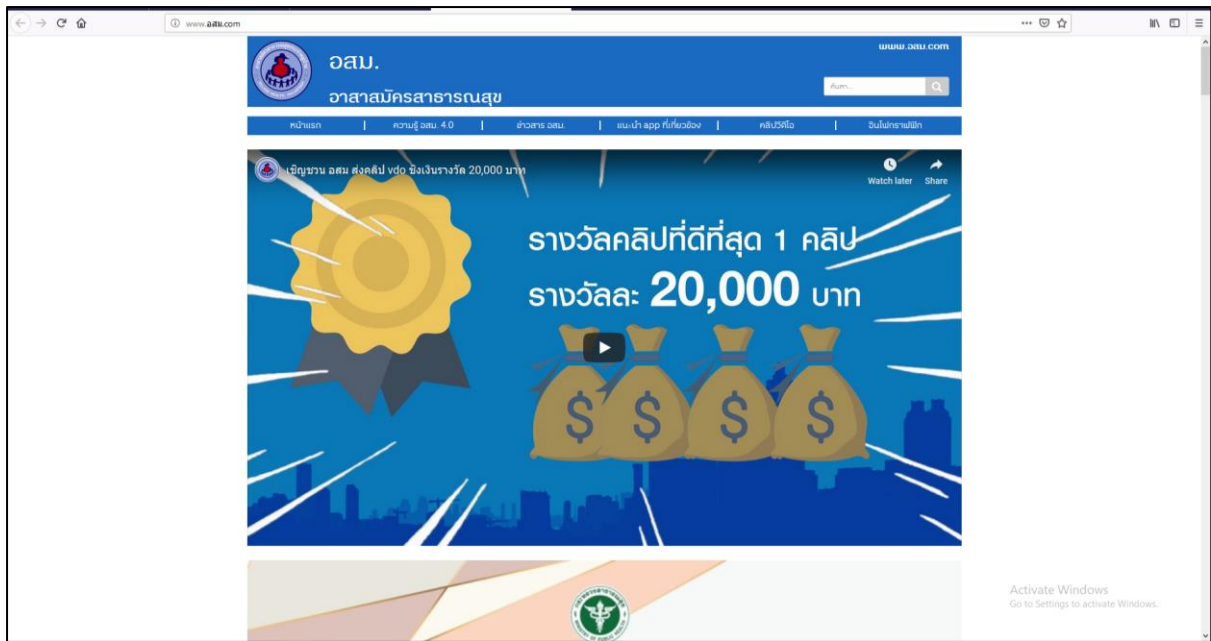 www.อสม.com
www.อสม.com
อสม.
อาสาสมัครสาธารณสุข
ค้นหา...
หน้าแรก | ความรู้ อสม. 4.0 | ข่าวสาร อสม. | แนะนำ app ที่เกี่ยวข้อง | คลิปวิดีโอ | อินโฟกราฟฟิก
เชิญชวน อสม ส่งคลิป vdo ชิงเงินรางวัล 20,000 บาท
Watch later Share
รางวัลคลิปที่ดีที่สุด 1 คลิป
รางวัลละ 20,000 บาท
$ $ $ $
Activate Windows
Go to Settings to activate Windows.